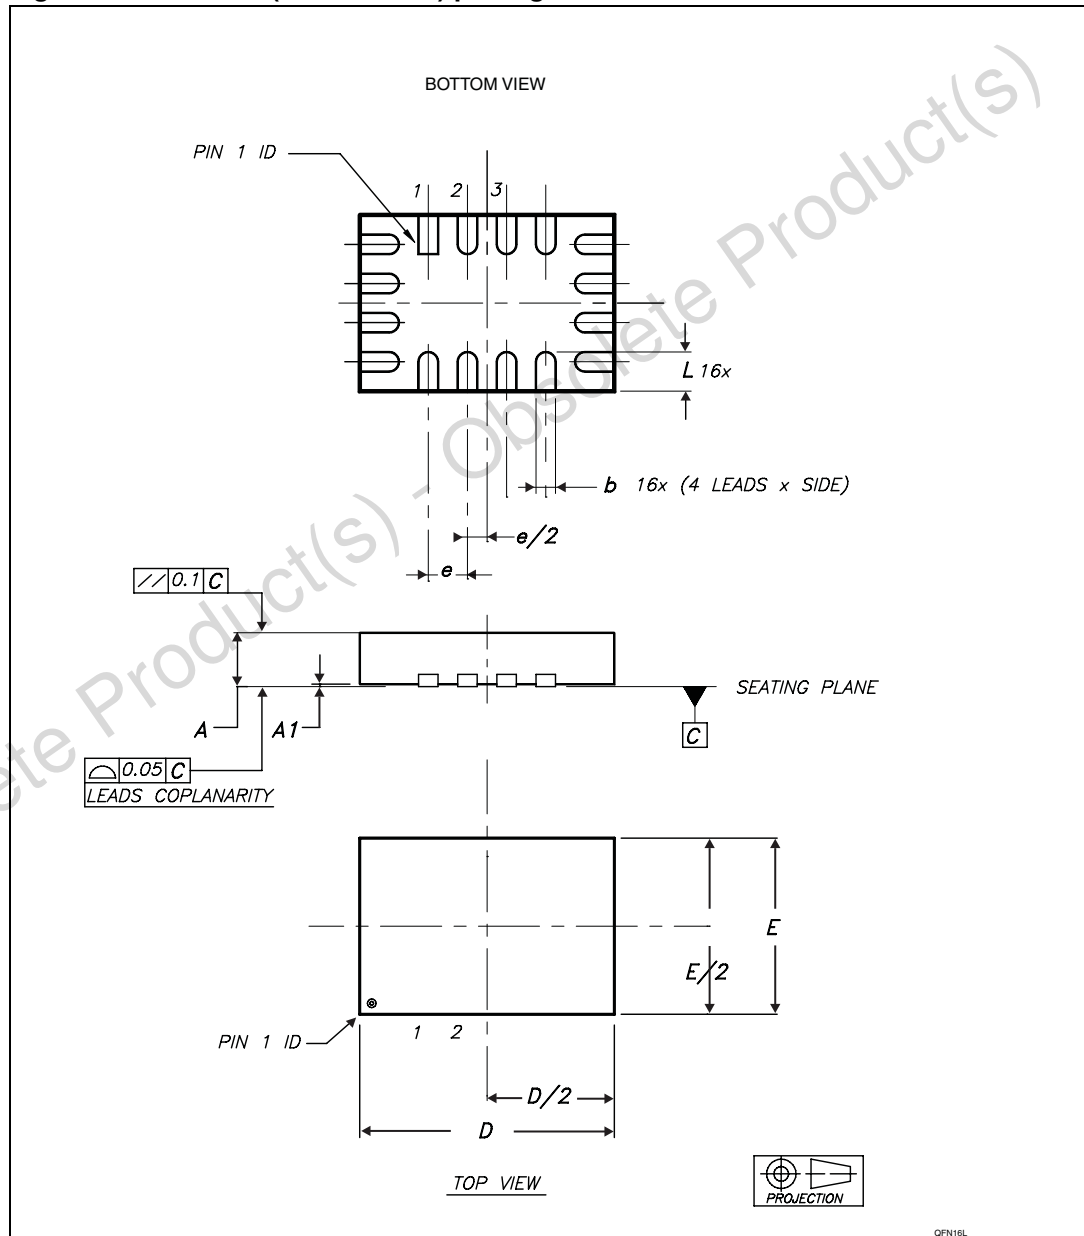 BOTTOM VIEW
PIN 1 ID
1 2 3
L 16x
b 16x (4 LEADS x SIDE)
e/2
e
// 0.1 C
SEATING PLANE
A A1
C
0.05 C
LEADS COPLANARITY
E
E/2
PIN 1 ID
1 2
D/2
D
TOP VIEW
PROJECTION
QFN16L
Product(s) - Obsolete Product(s)